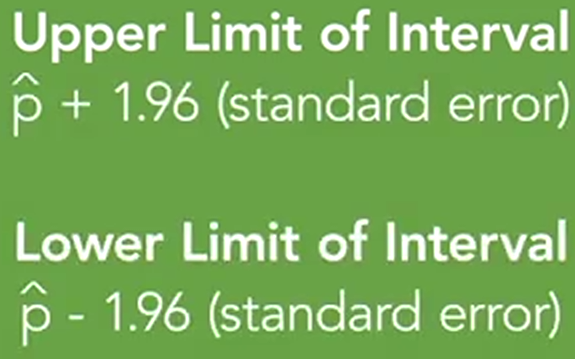 Upper Limit of Interval
p̂ + 1.96 (standard error)
Lower Limit of Interval
p̂ - 1.96 (standard error)